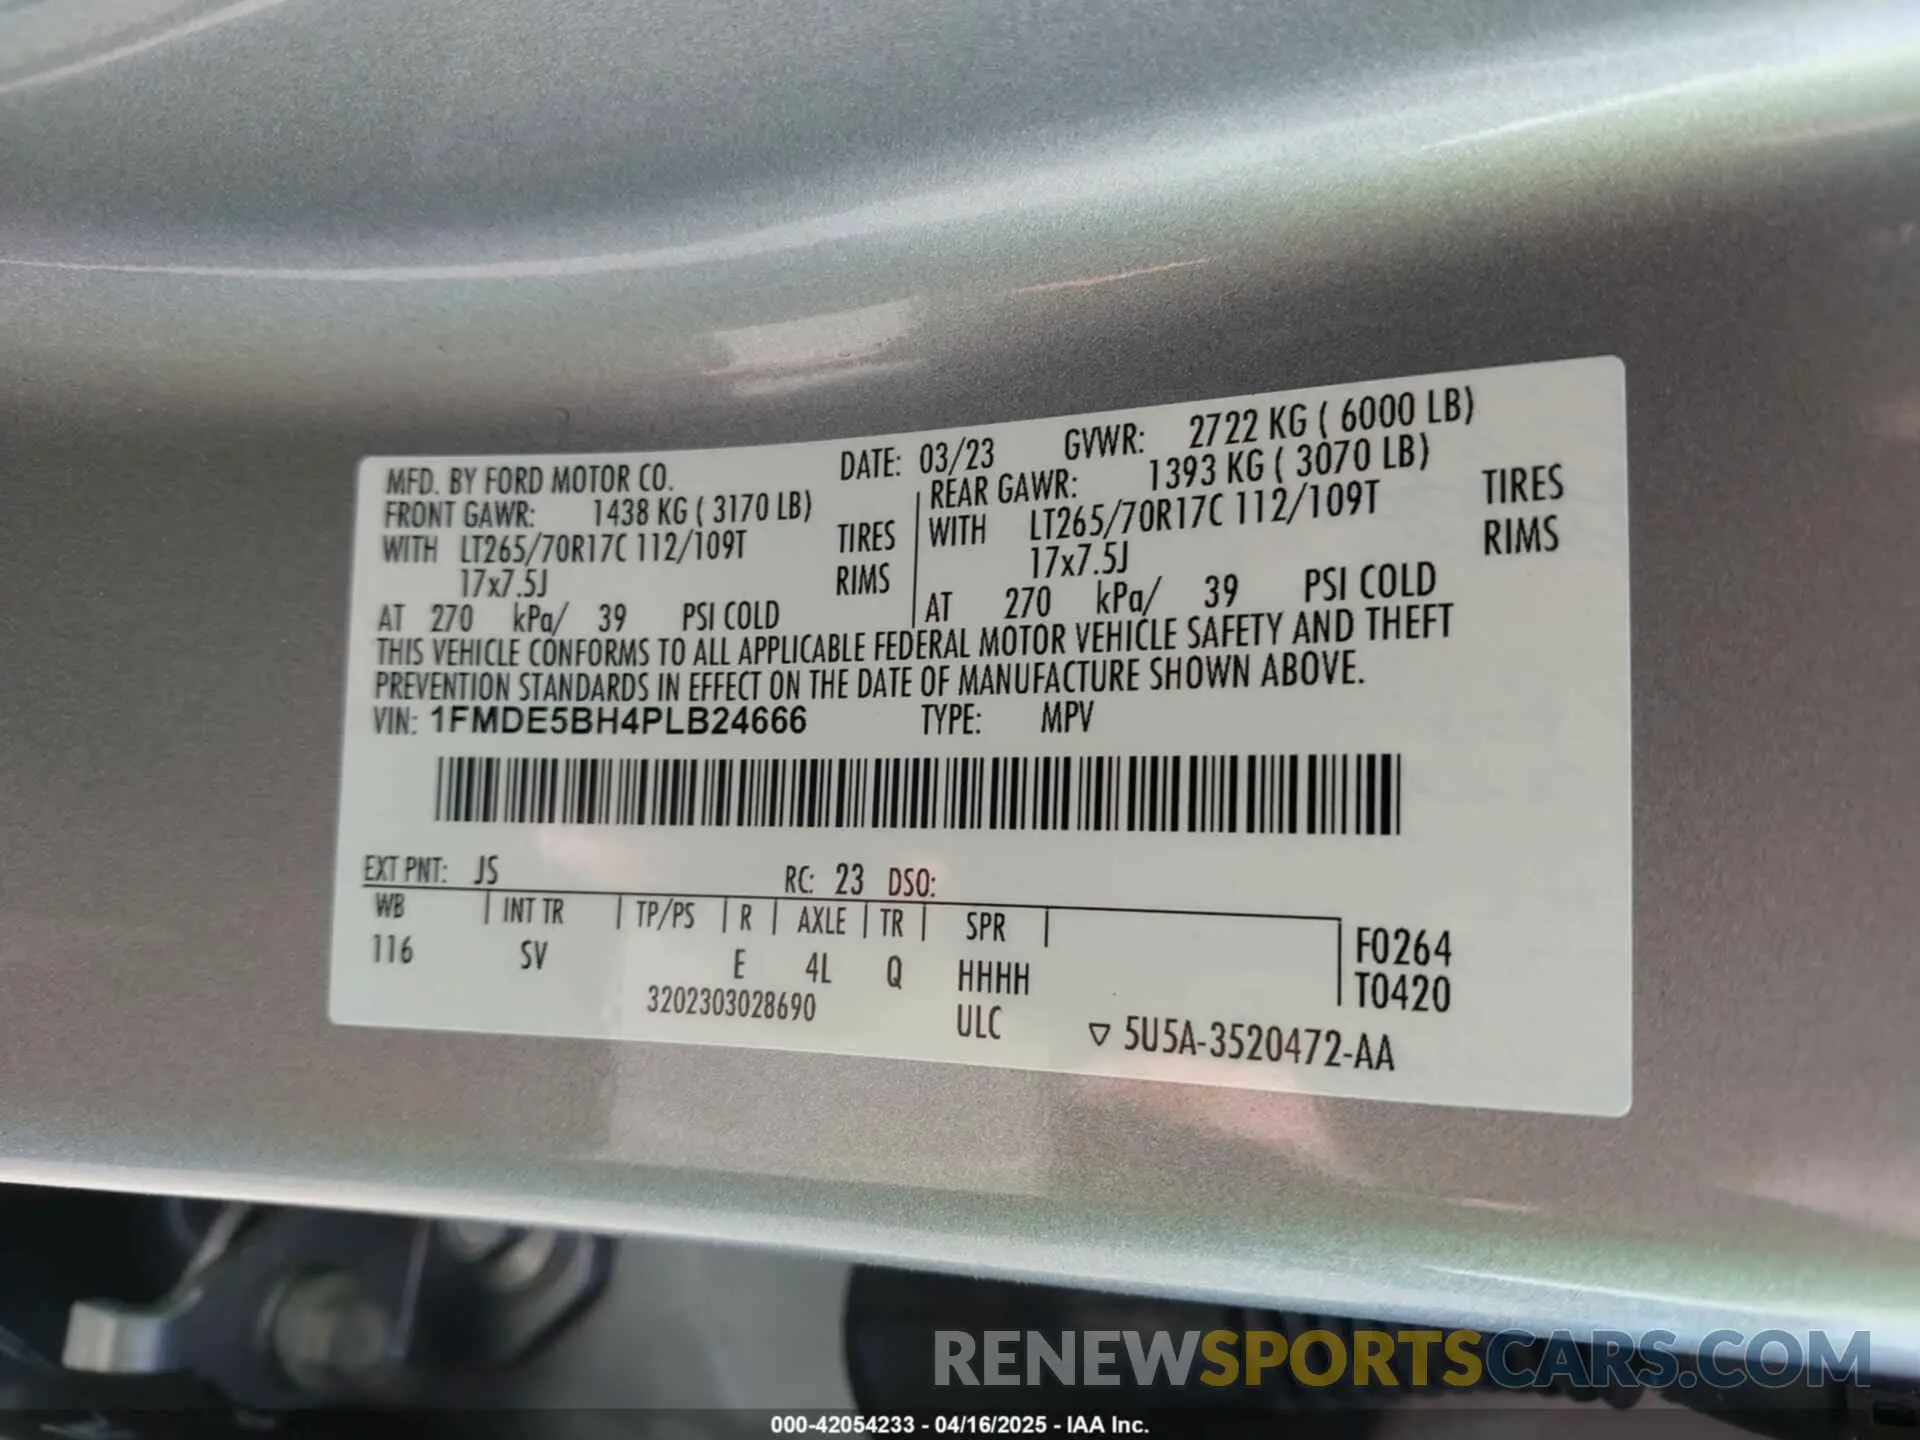 MFD. BY FORD MOTOR CO. DATE: 03/23 GVWR: 2722 KG ( 6000 LB)
FRONT GAWR: 1438 KG ( 3170 LB) REAR GAWR: 1393 KG ( 3070 LB)
WITH LT265/70R17C 112/109T TIRES WITH LT265/70R17C 112/109T TIRES
17x7.5J RIMS 17x7.5J RIMS
AT 270 kPa/ 39 PSI COLD AT 270 kPa/ 39 PSI COLD
THIS VEHICLE CONFORMS TO ALL APPLICABLE FEDERAL MOTOR VEHICLE SAFETY AND THEFT
PREVENTION STANDARDS IN EFFECT ON THE DATE OF MANUFACTURE SHOWN ABOVE.
VIN: 1FMDE5BH4PLB24666 TYPE: MPV
EXT PNT: JS RC: 23 DSO:
WB INT TR TP/PS R AXLE TR SPR
116 SV E 4L Q HHHH
F0264
T0420
3202303028690 ULC ▽ 5U5A-3520472-AA
RENEWSPORTSCARS.COM
000-42054233 - 04/16/2025 - IAA Inc.